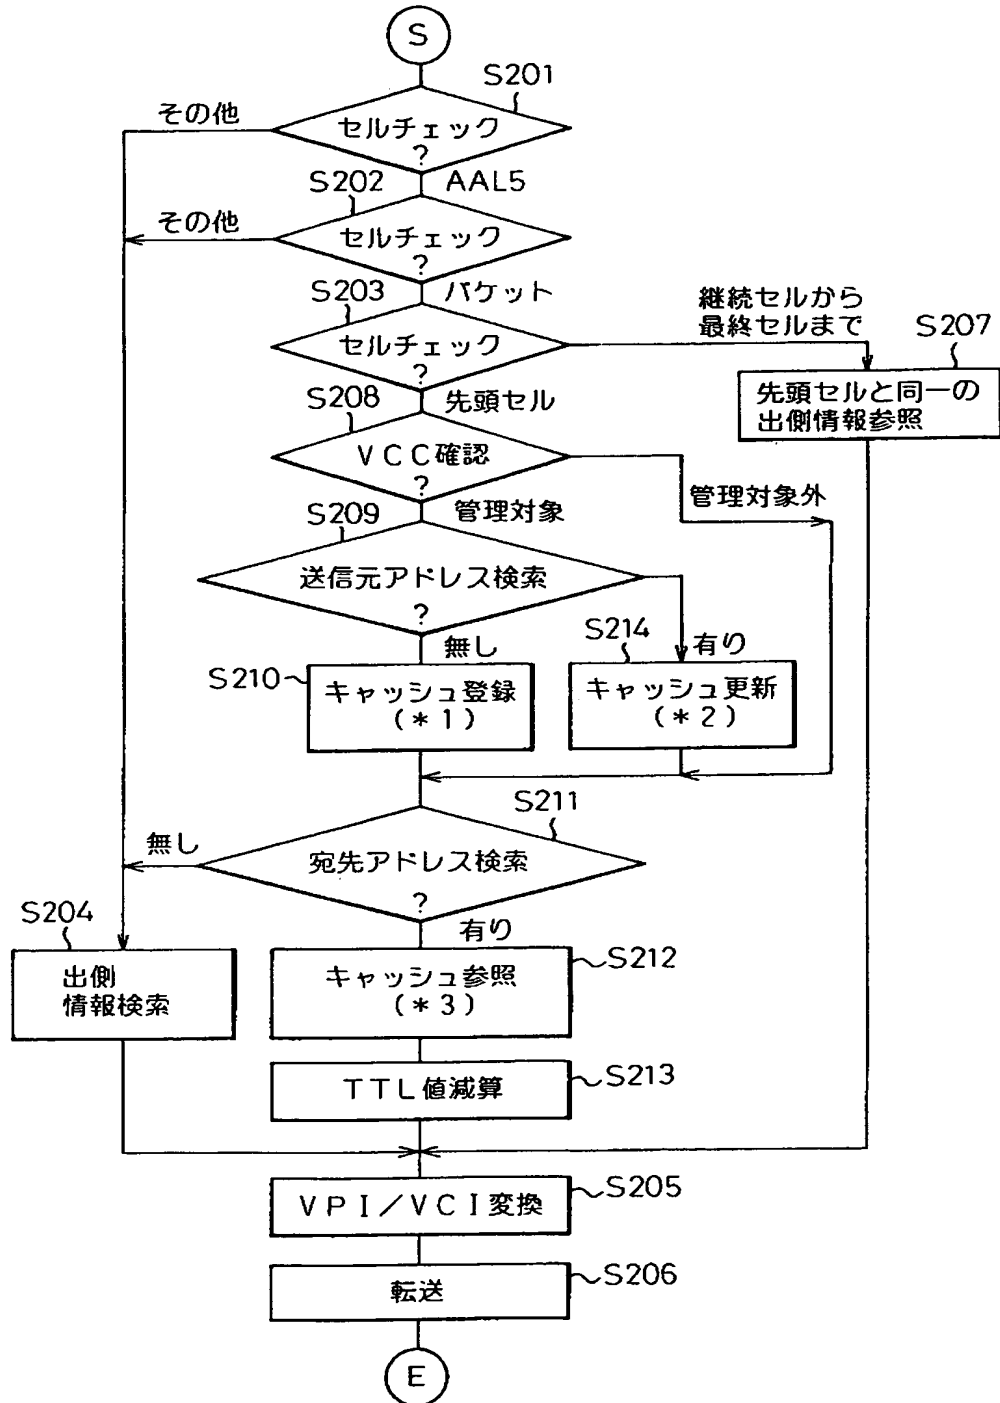 S
S201
その他
セルチェック
?
S202
AAL5
その他
セルチェック
?
S203
パケット
継続セルから
最終セルまで
S207
セルチェック
?
先頭セルと同一の
出側情報参照
S208
先頭セル
VCC確認
?
管理対象外
S209
管理対象
送信元アドレス検索
?
S214
有り
無し
S210
キャッシュ登録
(*1)
キャッシュ更新
(*2)
S211
無し
宛先アドレス検索
?
S204
有り
出側
情報検索
キャッシュ参照
(*3)
S212
TTL値減算
S213
VPI/VCI変換
S205
転送
S206
E